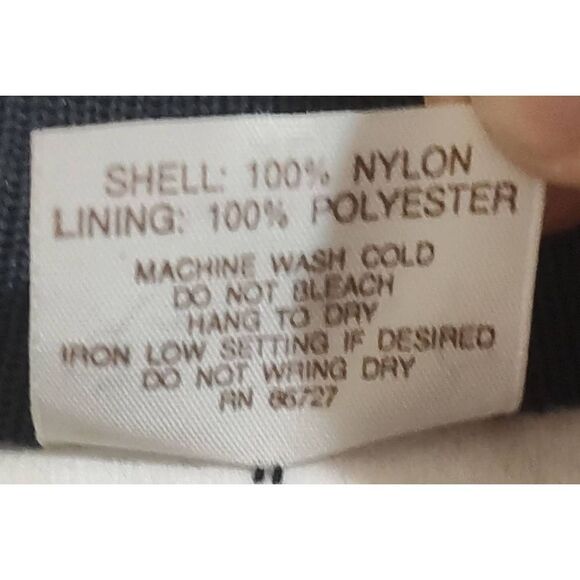 SHELL: 100% NYLON
LINING: 100% POLYESTER
MACHINE WASH COLD
DO NOT BLEACH
HANG TO DRY
IRON LOW SETTING IF DESIRED
DO NOT WRING DRY
RN 86727